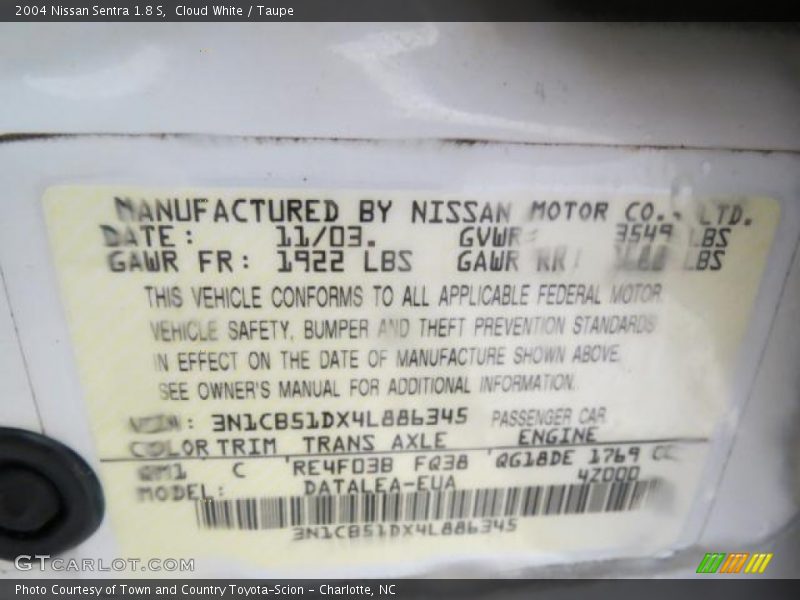 2004 Nissan Sentra 1.8 S,  Cloud White / Taupe
MANUFACTURED BY NISSAN MOTOR CO., LTD.
DATE: 11/03. GVWR: 3549 LBS
GAWR FR: 1922 LBS GAWR RR: LBS
THIS VEHICLE CONFORMS TO ALL APPLICABLE FEDERAL MOTOR
VEHICLE SAFETY, BUMPER AND THEFT PREVENTION STANDARDS
IN EFFECT ON THE DATE OF MANUFACTURE SHOWN ABOVE.
SEE OWNER'S MANUAL FOR ADDITIONAL INFORMATION.
: 3N1CB51DX4L886345 PASSENGER CAR
COLOR TRIM TRANS AXLE ENGINE
QM1 C 'RE4F03B FQ38 'QG18DE 1769 CC
MODEL: DATALEA-EUA 4Z000
3N1CB51DX4L886345
GTCARLOT.COM
Photo Courtesy of Town and Country Toyota-Scion – Charlotte, NC